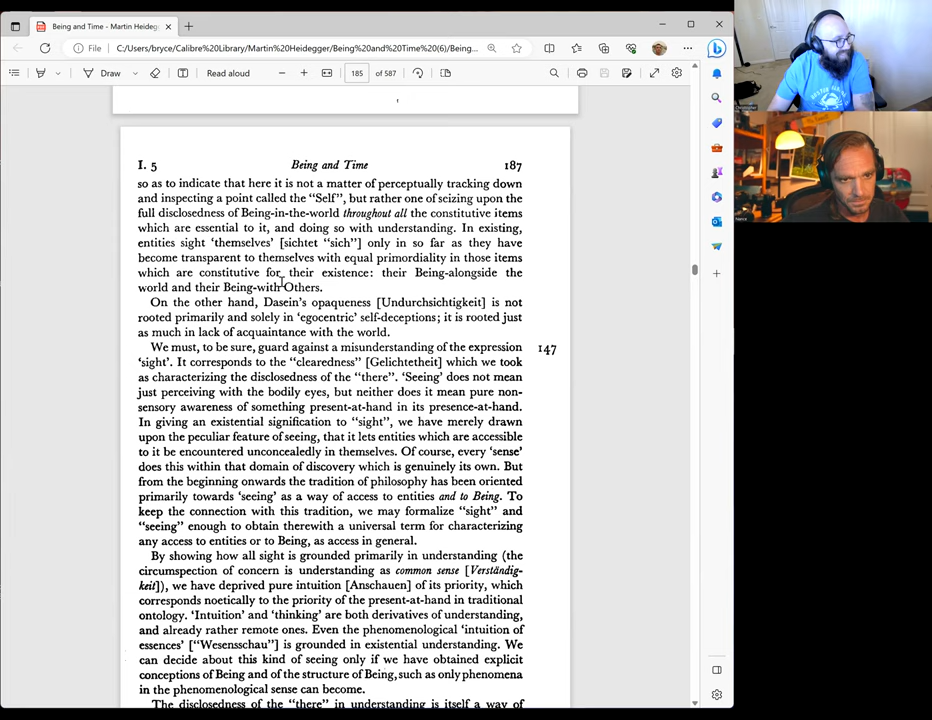 Being and Time - Martin Heideg
File
C:/Users/bryce/Calibre%20Library/Martin%20Heidegger/Being%20and%20Time%20(6)/Being...
Draw
Read aloud
185
of 587
I. 5
Being and Time
187
so as to indicate that here it is not a matter of perceptually tracking down
and inspecting a point called the “Self”, but rather one of seizing upon the
full disclosedness of Being-in-the-world throughout all the constitutive items
which are essential to it, and doing so with understanding. In existing,
entities sight ‘themselves’ [sichtet “sich”] only in so far as they have
become transparent to themselves with equal primordiality in those items
which are constitutive for their existence: their Being-alongside the
world and their Being-with Others.
On the other hand, Dasein’s opaqueness [Undurchsichtigkeit] is not
rooted primarily and solely in ‘egocentric’ self-deceptions; it is rooted just
as much in lack of acquaintance with the world.
We must, to be sure, guard against a misunderstanding of the expression
147
‘sight’. It corresponds to the “clearedness” [Gelichtetheit] which we took
as characterizing the disclosedness of the “there”. ‘Seeing’ does not mean
just perceiving with the bodily eyes, but neither does it mean pure non-
sensory awareness of something present-at-hand in its presence-at-hand.
In giving an existential signification to “sight”, we have merely drawn
upon the peculiar feature of seeing, that it lets entities which are accessible
to it be encountered unconcealedly in themselves. Of course, every ‘sense’
does this within that domain of discovery which is genuinely its own. But
from the beginning onwards the tradition of philosophy has been oriented
primarily towards ‘seeing’ as a way of access to entities and to Being. To
keep the connection with this tradition, we may formalize “sight” and
“seeing” enough to obtain therewith a universal term for characterizing
any access to entities or to Being, as access in general.
By showing how all sight is grounded primarily in understanding (the
circumspection of concern is understanding as common sense [Verständig-
keit]), we have deprived pure intuition [Anschauen] of its priority, which
corresponds noetically to the priority of the present-at-hand in traditional
ontology. ‘Intuition’ and ‘thinking’ are both derivatives of understanding,
and already rather remote ones. Even the phenomenological ‘intuition of
essences’ [“Wesensschau”] is grounded in existential understanding. We
can decide about this kind of seeing only if we have obtained explicit
conceptions of Being and of the structure of Being, such as only phenomena
in the phenomenological sense can become.
The disclosedness of the “there” in understanding is itself a way of